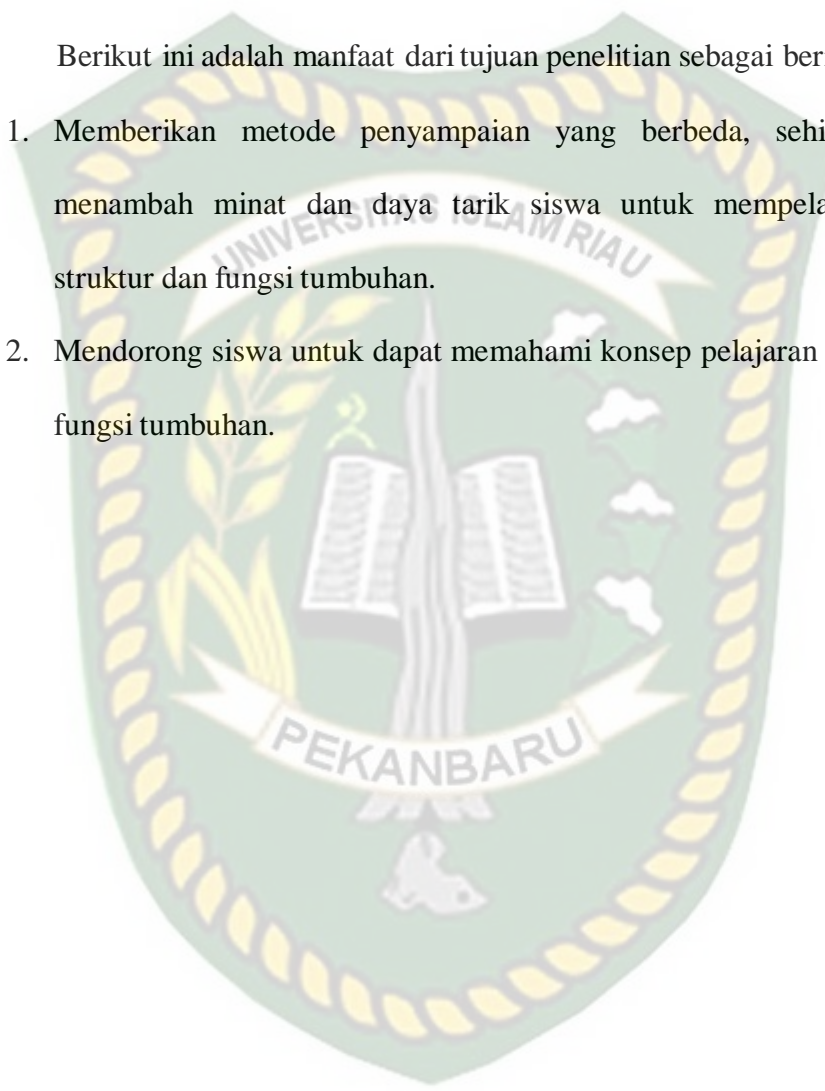 Berikut ini adalah manfaat dari tujuan penelitian sebagai ber
1. Memberikan metode penyampaian yang berbeda, sehi
menambah minat dan daya tarik siswa untuk mempela
struktur dan fungsi tumbuhan.
2. Mendorong siswa untuk dapat memahami konsep pelajaran
fungsi tumbuhan.
UNIVERSITAS ISLAM RIAU
PEKANBARU